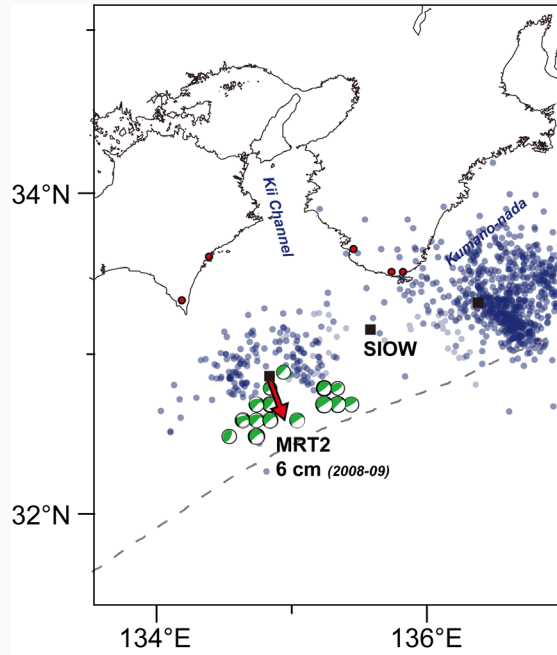 34°N
Kii Channel
Kumano-nada
SIOW
MRT2
6 cm (2008-09)
32°N
134°E
136°E